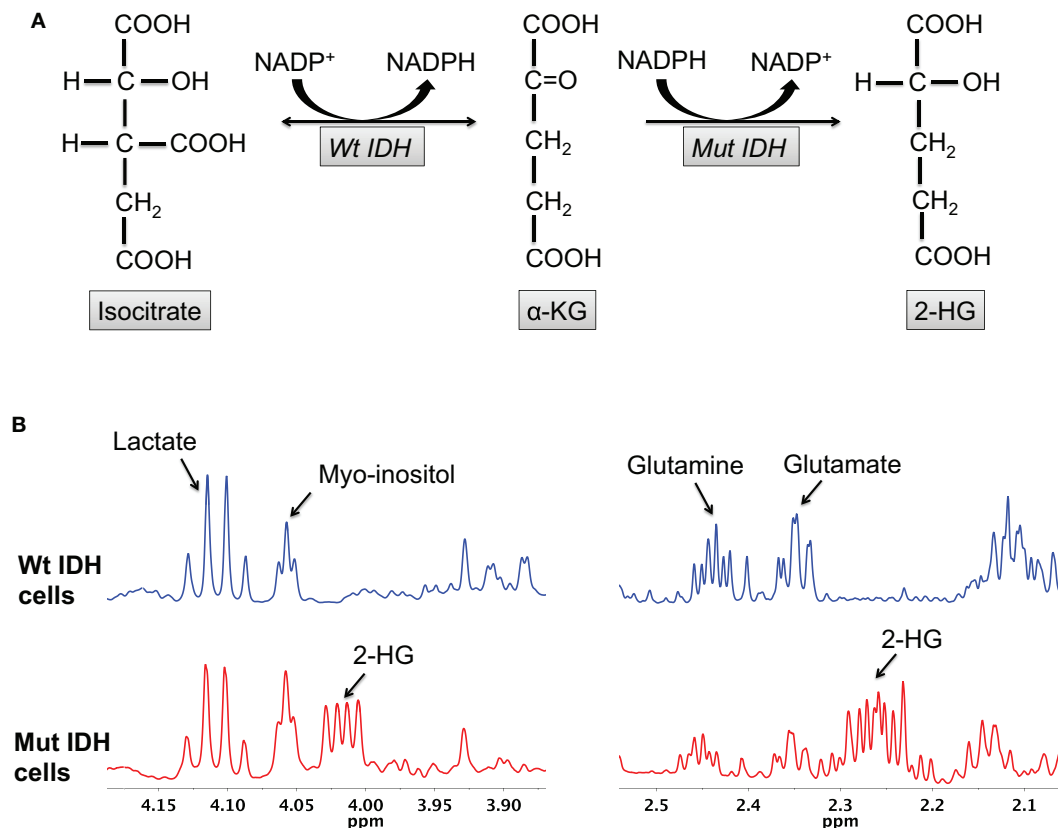 A
COOH
H C OH
H C COOH
CH2
COOH
Isocitrate
NADP+ NADPH
Wt IDH
COOH
C=O
CH2
CH2
COOH
α-KG
NADPH NADP+
Mut IDH
COOH
H C OH
CH2
CH2
COOH
2-HG
B
Lactate
Myo-inositol
Glutamine
Glutamate
Wt IDH
cells
2-HG
2-HG
Mut IDH
cells
4.15 4.10 4.05 4.00 3.95 3.90
ppm
2.5 2.4 2.3 2.2 2.1
ppm